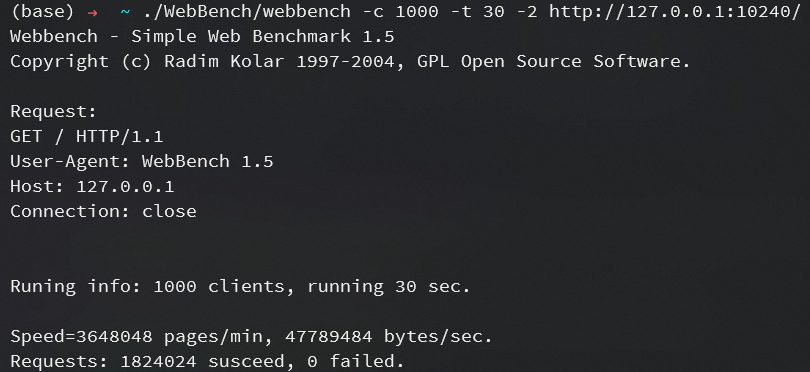 (base) → ~ ./WebBench/webbench -c 1000 -t 30 -2 http://127.0.0.1:10240/
Webbench - Simple Web Benchmark 1.5
Copyright (c) Radim Kolar 1997-2004, GPL Open Source Software.
Request:
GET / HTTP/1.1
User-Agent: WebBench 1.5
Host: 127.0.0.1
Connection: close
Runing info: 1000 clients, running 30 sec.
Speed=3648048 pages/min, 47789484 bytes/sec.
Requests: 1824024 susceed, 0 failed.